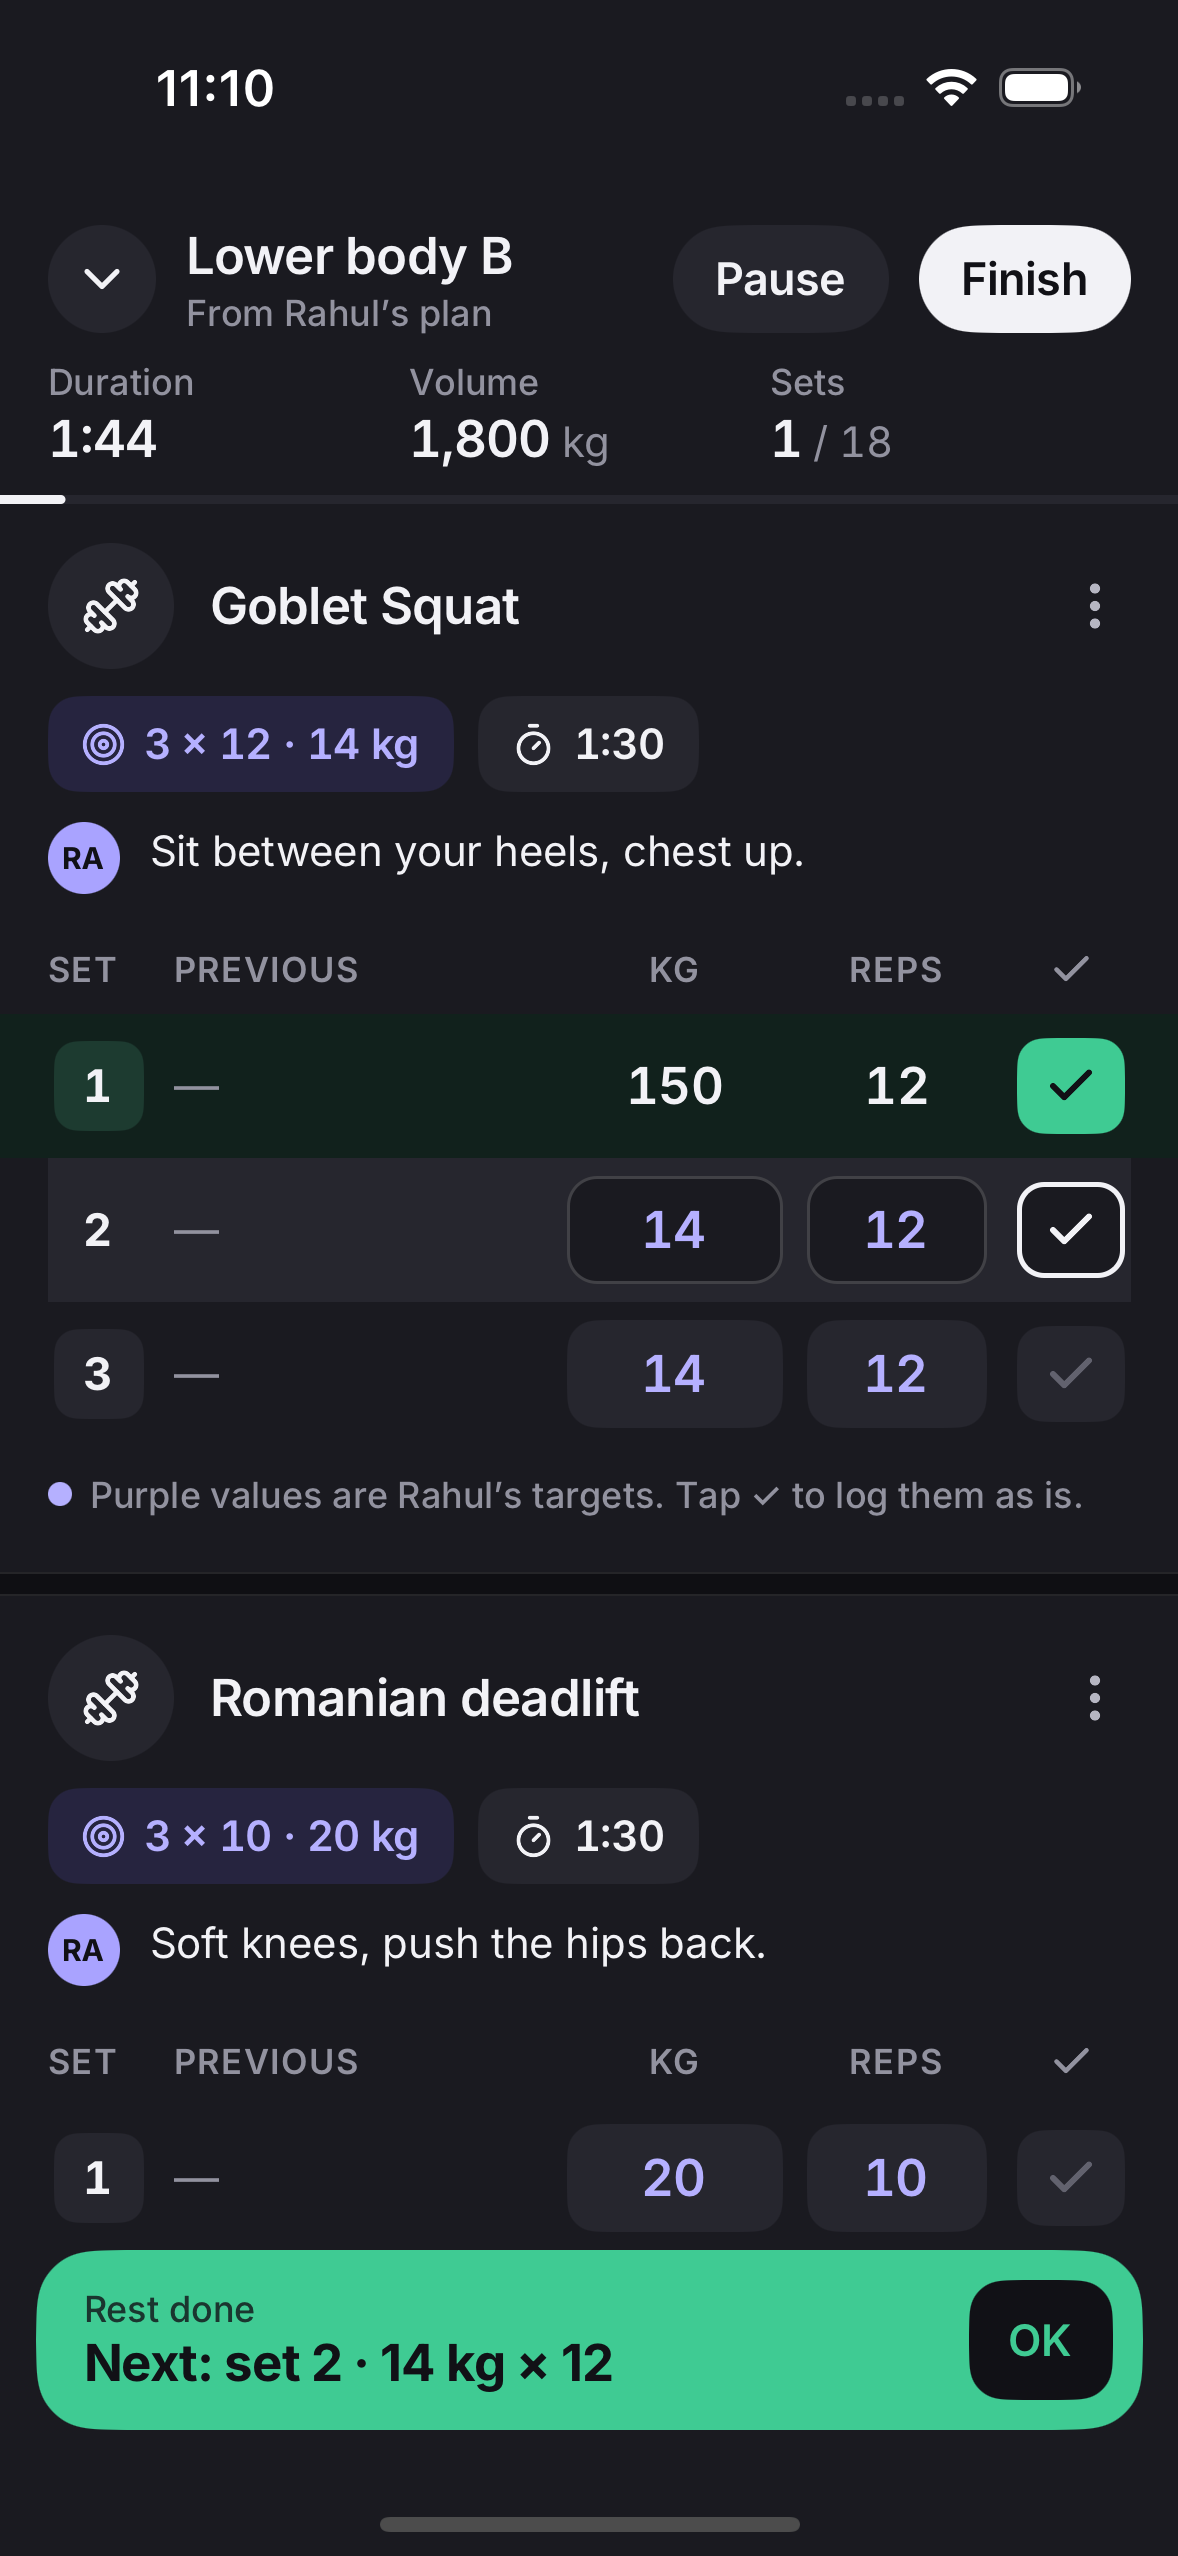 11:10
Lower body B
From Rahul’s plan
Pause
Finish
Duration
Volume
Sets
1:44
1,800 kg
1 / 18
Goblet Squat
3 × 12 · 14 kg
1:30
RA
Sit between your heels, chest up.
SET PREVIOUS KG REPS ✓
1 — 150 12 ✓
2 — 14 12 ✓
3 — 14 12 ✓
Purple values are Rahul’s targets. Tap ✓ to log them as is.
Romanian deadlift
3 × 10 · 20 kg
1:30
RA
Soft knees, push the hips back.
SET PREVIOUS KG REPS ✓
1 — 20 10 ✓
Rest done
Next: set 2 · 14 kg × 12
OK